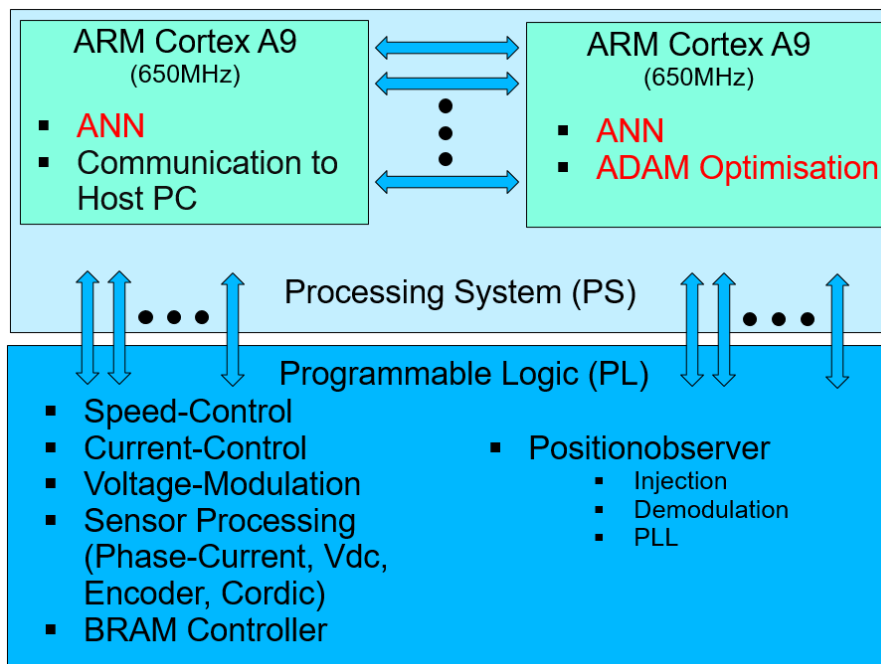 ARM Cortex A9
(650MHz)
▪ ANN
▪ Communication to
Host PC
ARM Cortex A9
(650MHz)
▪ ANN
▪ ADAM Optimisation
Processing System (PS)
Programmable Logic (PL)
▪ Speed-Control
▪ Current-Control
▪ Voltage-Modulation
▪ Sensor Processing
(Phase-Current, Vdc,
Encoder, Cordic)
▪ BRAM Controller
▪ Positionobserver
▪ Injection
▪ Demodulation
▪ PLL